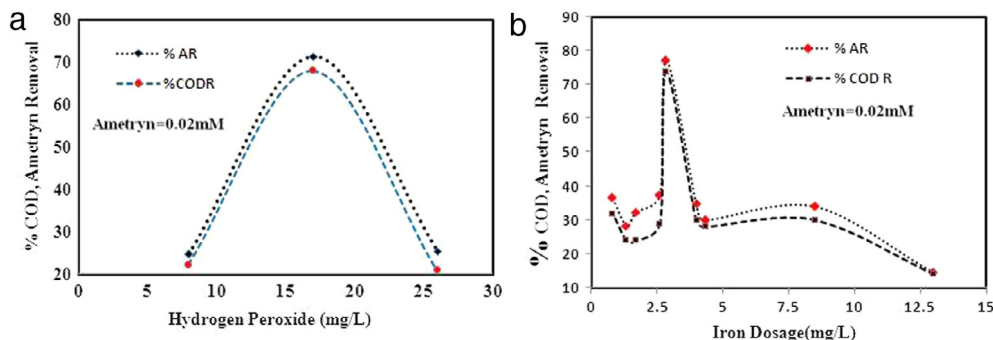 a
80
70
60
50
40
30
20
0
5
10
15
20
25
30
% COD, Ametryn Removal
% AR
%CODR
Ametryn=0.02mM
Hydrogen Peroxide (mg/L)
b
90
80
70
60
50
40
30
20
10
0
2.5
5
7.5
10
12.5
15
% COD, Ametryn Removal
% AR
% COD R
Ametryn=0.02mM
Iron Dosage(mg/L)